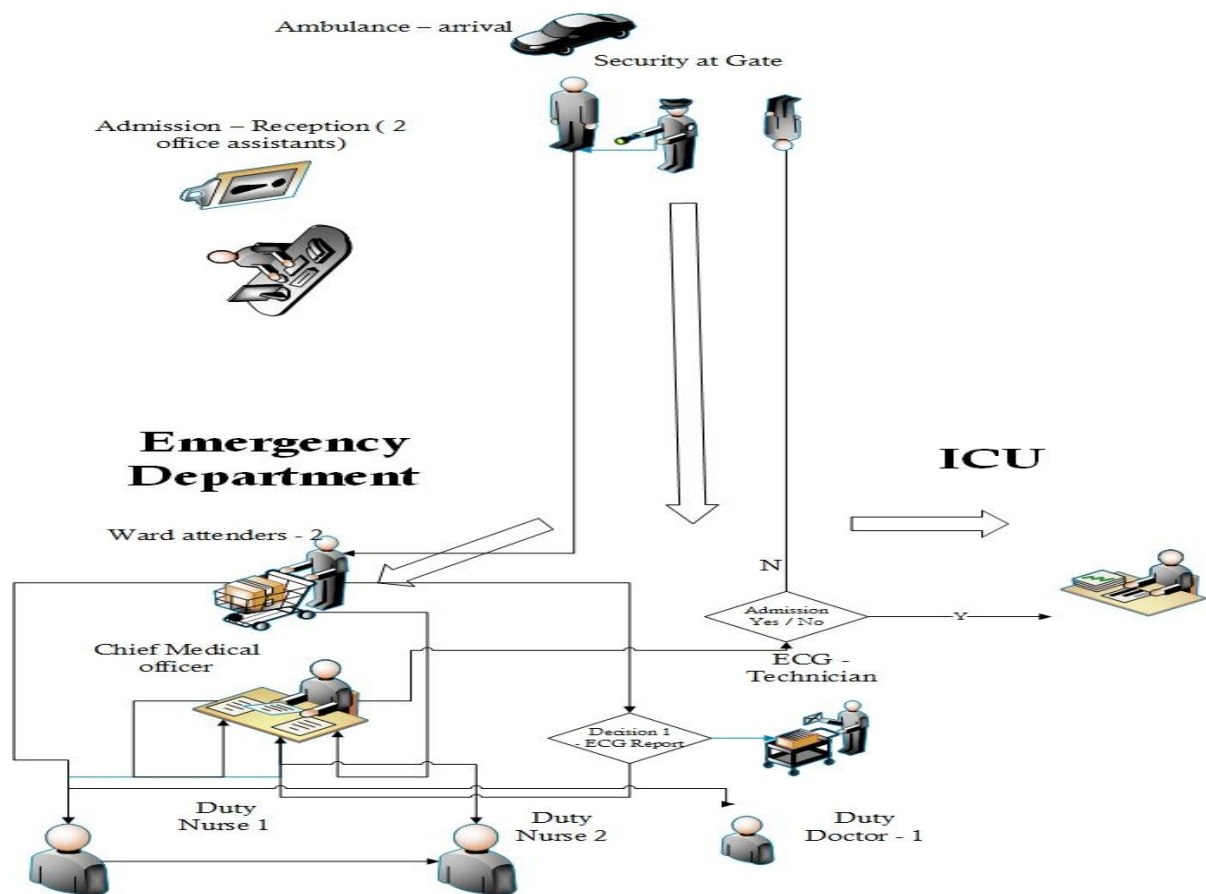 Ambulance – arrival
Security at Gate
Admission – Reception ( 2
office assistants)
Emergency
Department
ICU
Ward attenders - 2
N
Admission
Yes / No
Y
Chief Medical
officer
ECG -
Technician
Decision 1
- ECG Report
Duty
Nurse 1
Duty
Nurse 2
Duty
Doctor - 1